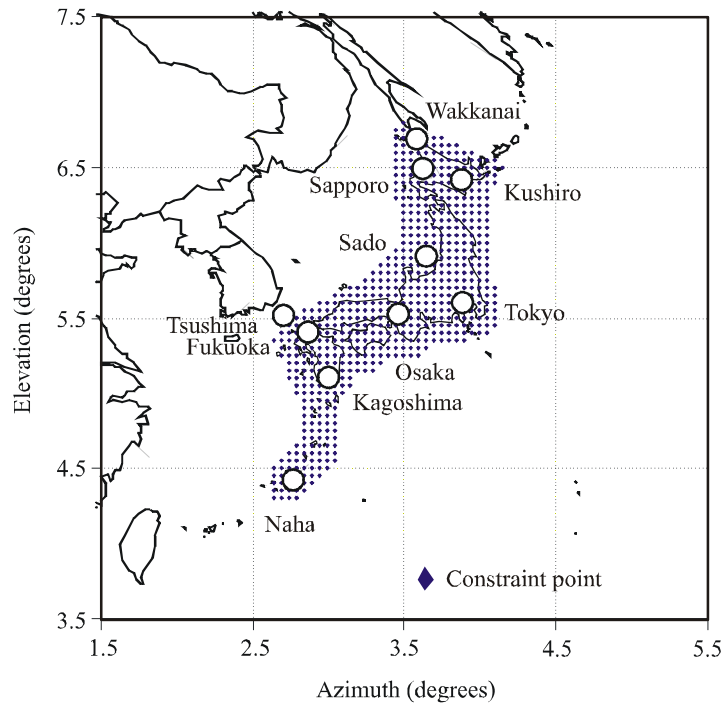 7.5
Wakkanai
6.5
Sapporo
Kushiro
Sado
Elevation (degrees)
5.5
Tsushima
Tokyo
Fukuoka
Osaka
Kagoshima
4.5
Naha
Constraint point
3.5
1.5
2.5
3.5
4.5
5.5
Azimuth (degrees)